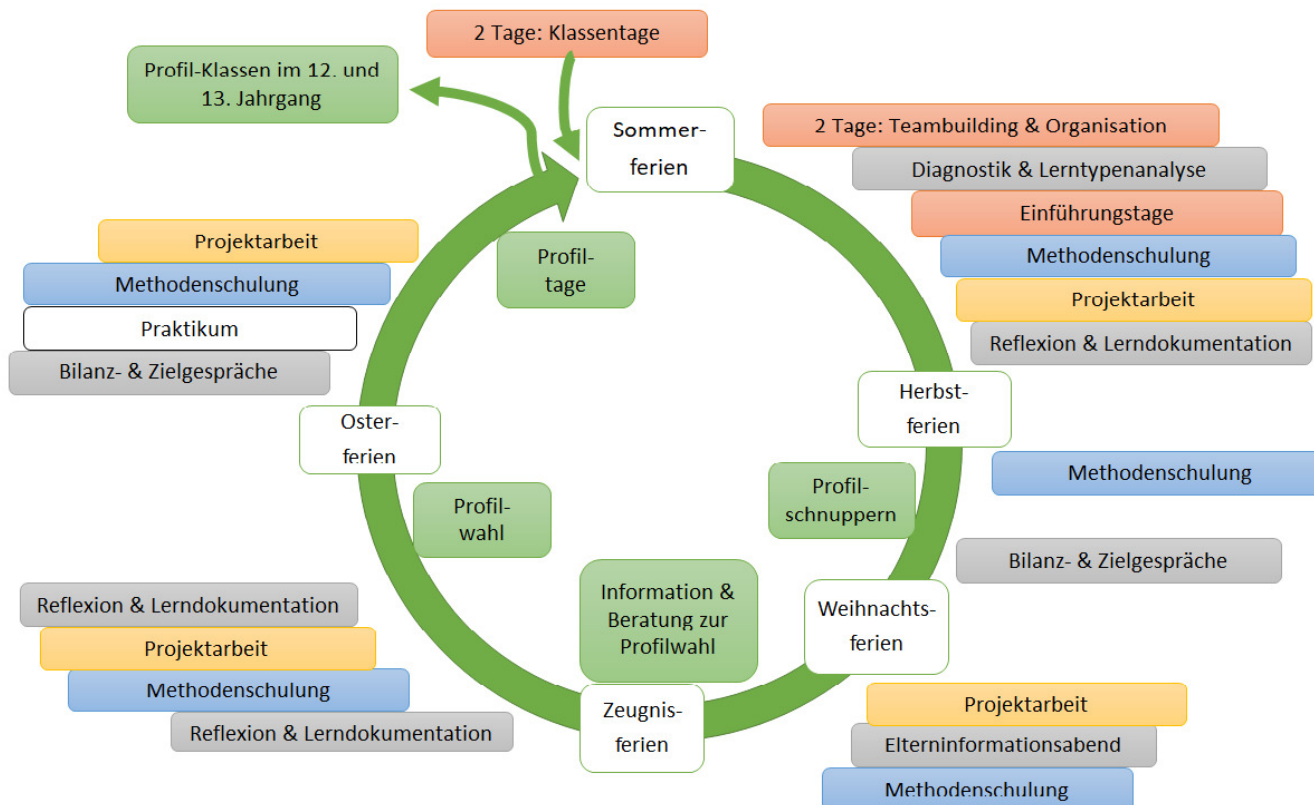 2 Tage: Klassentage
Profil-Klassen im 12. und
13. Jahrgang
Sommer-
ferien
2 Tage: Teambuilding & Organisation
Diagnostik & Lerntypenanalyse
Einführungstage
Methodenschulung
Projektarbeit
Reflexion & Lerndokumentation
Herbst-
ferien
Methodenschulung
Profil-
schnuppern
Bilanz- & Zielgespräche
Weihnachts-
ferien
Projektarbeit
Elterninformationsabend
Methodenschulung
Information &
Beratung zur
Profilwahl
Zeugnis-
ferien
Reflexion & Lerndokumentation
Projektarbeit
Methodenschulung
Reflexion & Lerndokumentation
Profil-
wahl
Oster-
ferien
Projektarbeit
Methodenschulung
Praktikum
Bilanz- & Zielgespräche
Profil-
tage